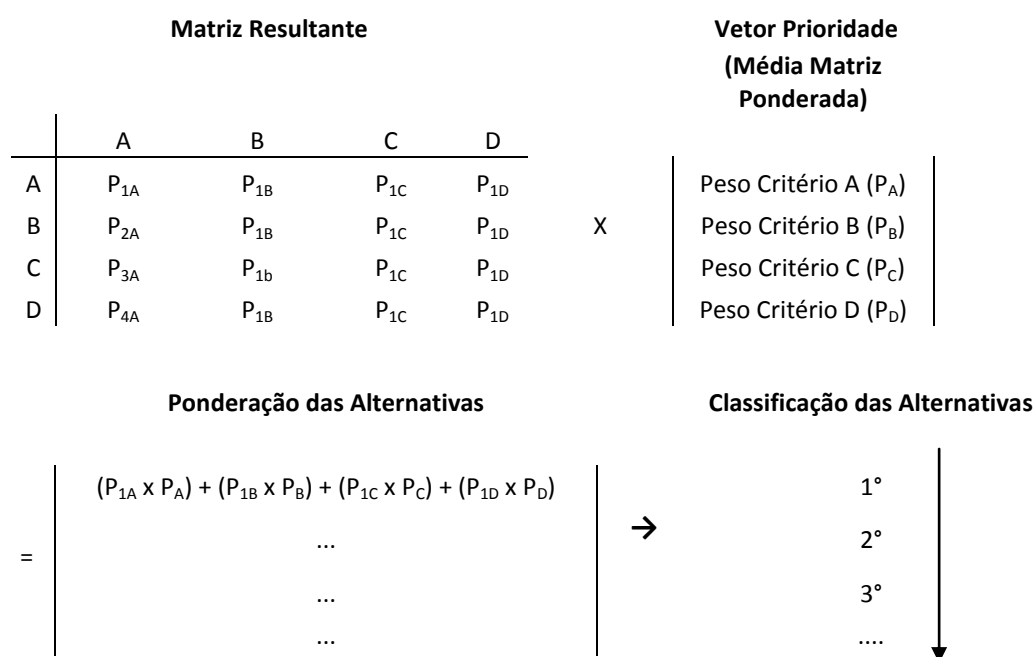 Matriz Resultante
Vetor Prioridade
(Média Matriz
Ponderada)
A B C D
A P1A P1B P1C P1D Peso Critério A (PA)
B P2A P1B P1C P1D X Peso Critério B (PB)
C P3A P1b P1C P1D Peso Critério C (PC)
D P4A P1B P1C P1D Peso Critério D (PD)
Ponderação das Alternativas Classificação das Alternativas
(P1A x PA) + (P1B x PB) + (P1C x PC) + (P1D x PD) 1°
= ... → 2°
... 3°
... ....